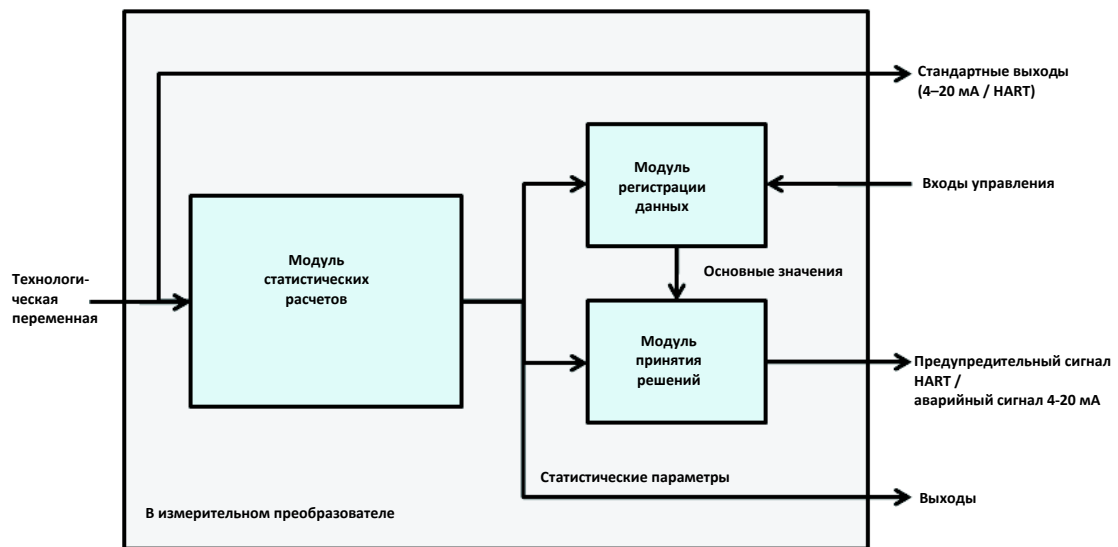 Стандартные выходы
(4–20 мА / HART)
Модуль
регистрации
данных
Входы управления
Модуль
статистических
расчетов
Основные значения
Технологи-
ческая
переменная
Модуль
принятия
решений
Предупредительный сигнал
HART /
аварийный сигнал 4-20 мА
Статистические параметры
Выходы
В измерительном преобразователе